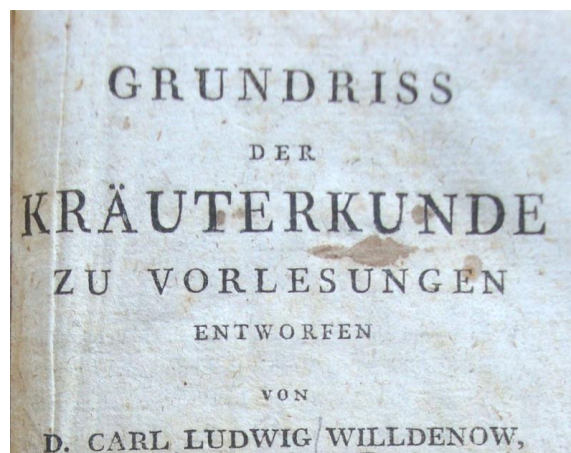 GRUNDRISS
DER
KRÄUTERKUNDE
ZU VORLESUNGEN
ENTWORFEN
VON
D. CARL LUDWIG WILLDENOW,